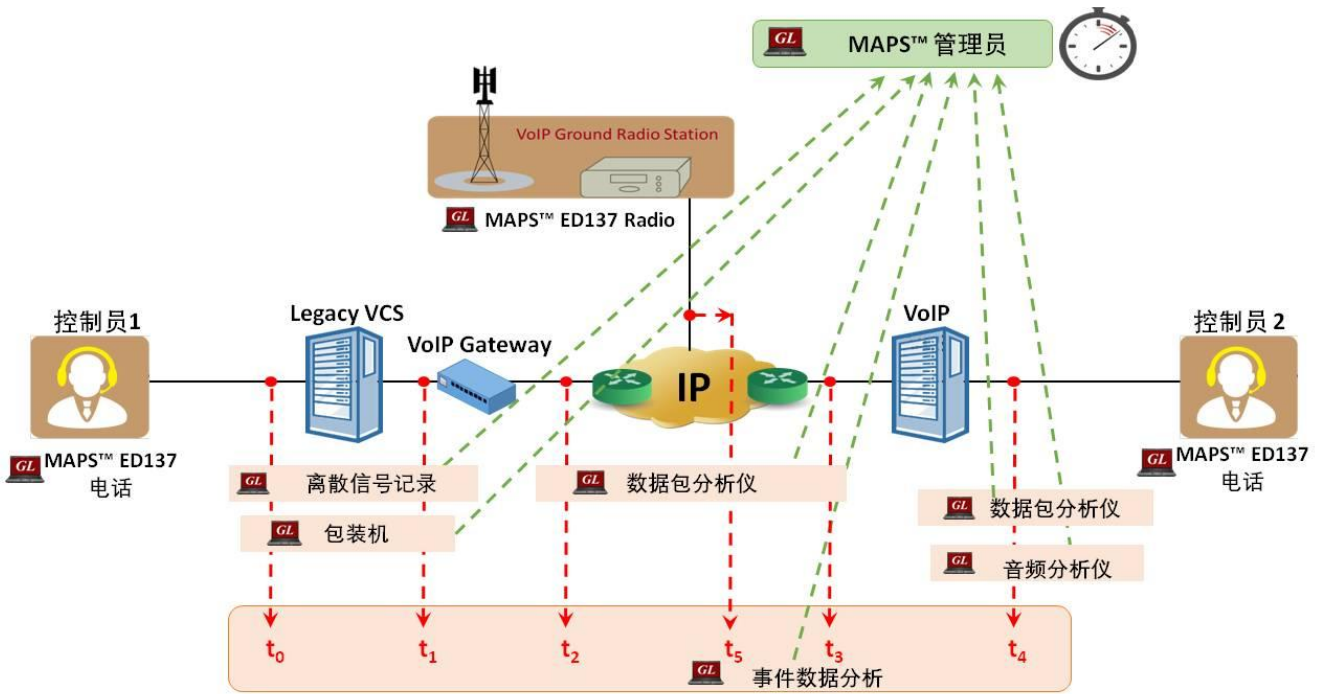 GL MAPS™ 管理员
VoIP Ground Radio Station
GL MAPS™ ED137 Radio
控制员1
Legacy VCS
VoIP Gateway
IP
VoIP
控制员 2
GL MAPS™ ED137
电话
GL MAPS™ ED137
电话
GL 离散信号记录
GL 数据包分析仪
GL 数据包分析仪
GL 包装机
GL 音频分析仪
t0 t1 t2 t5 t3 t4
GL 事件数据分析